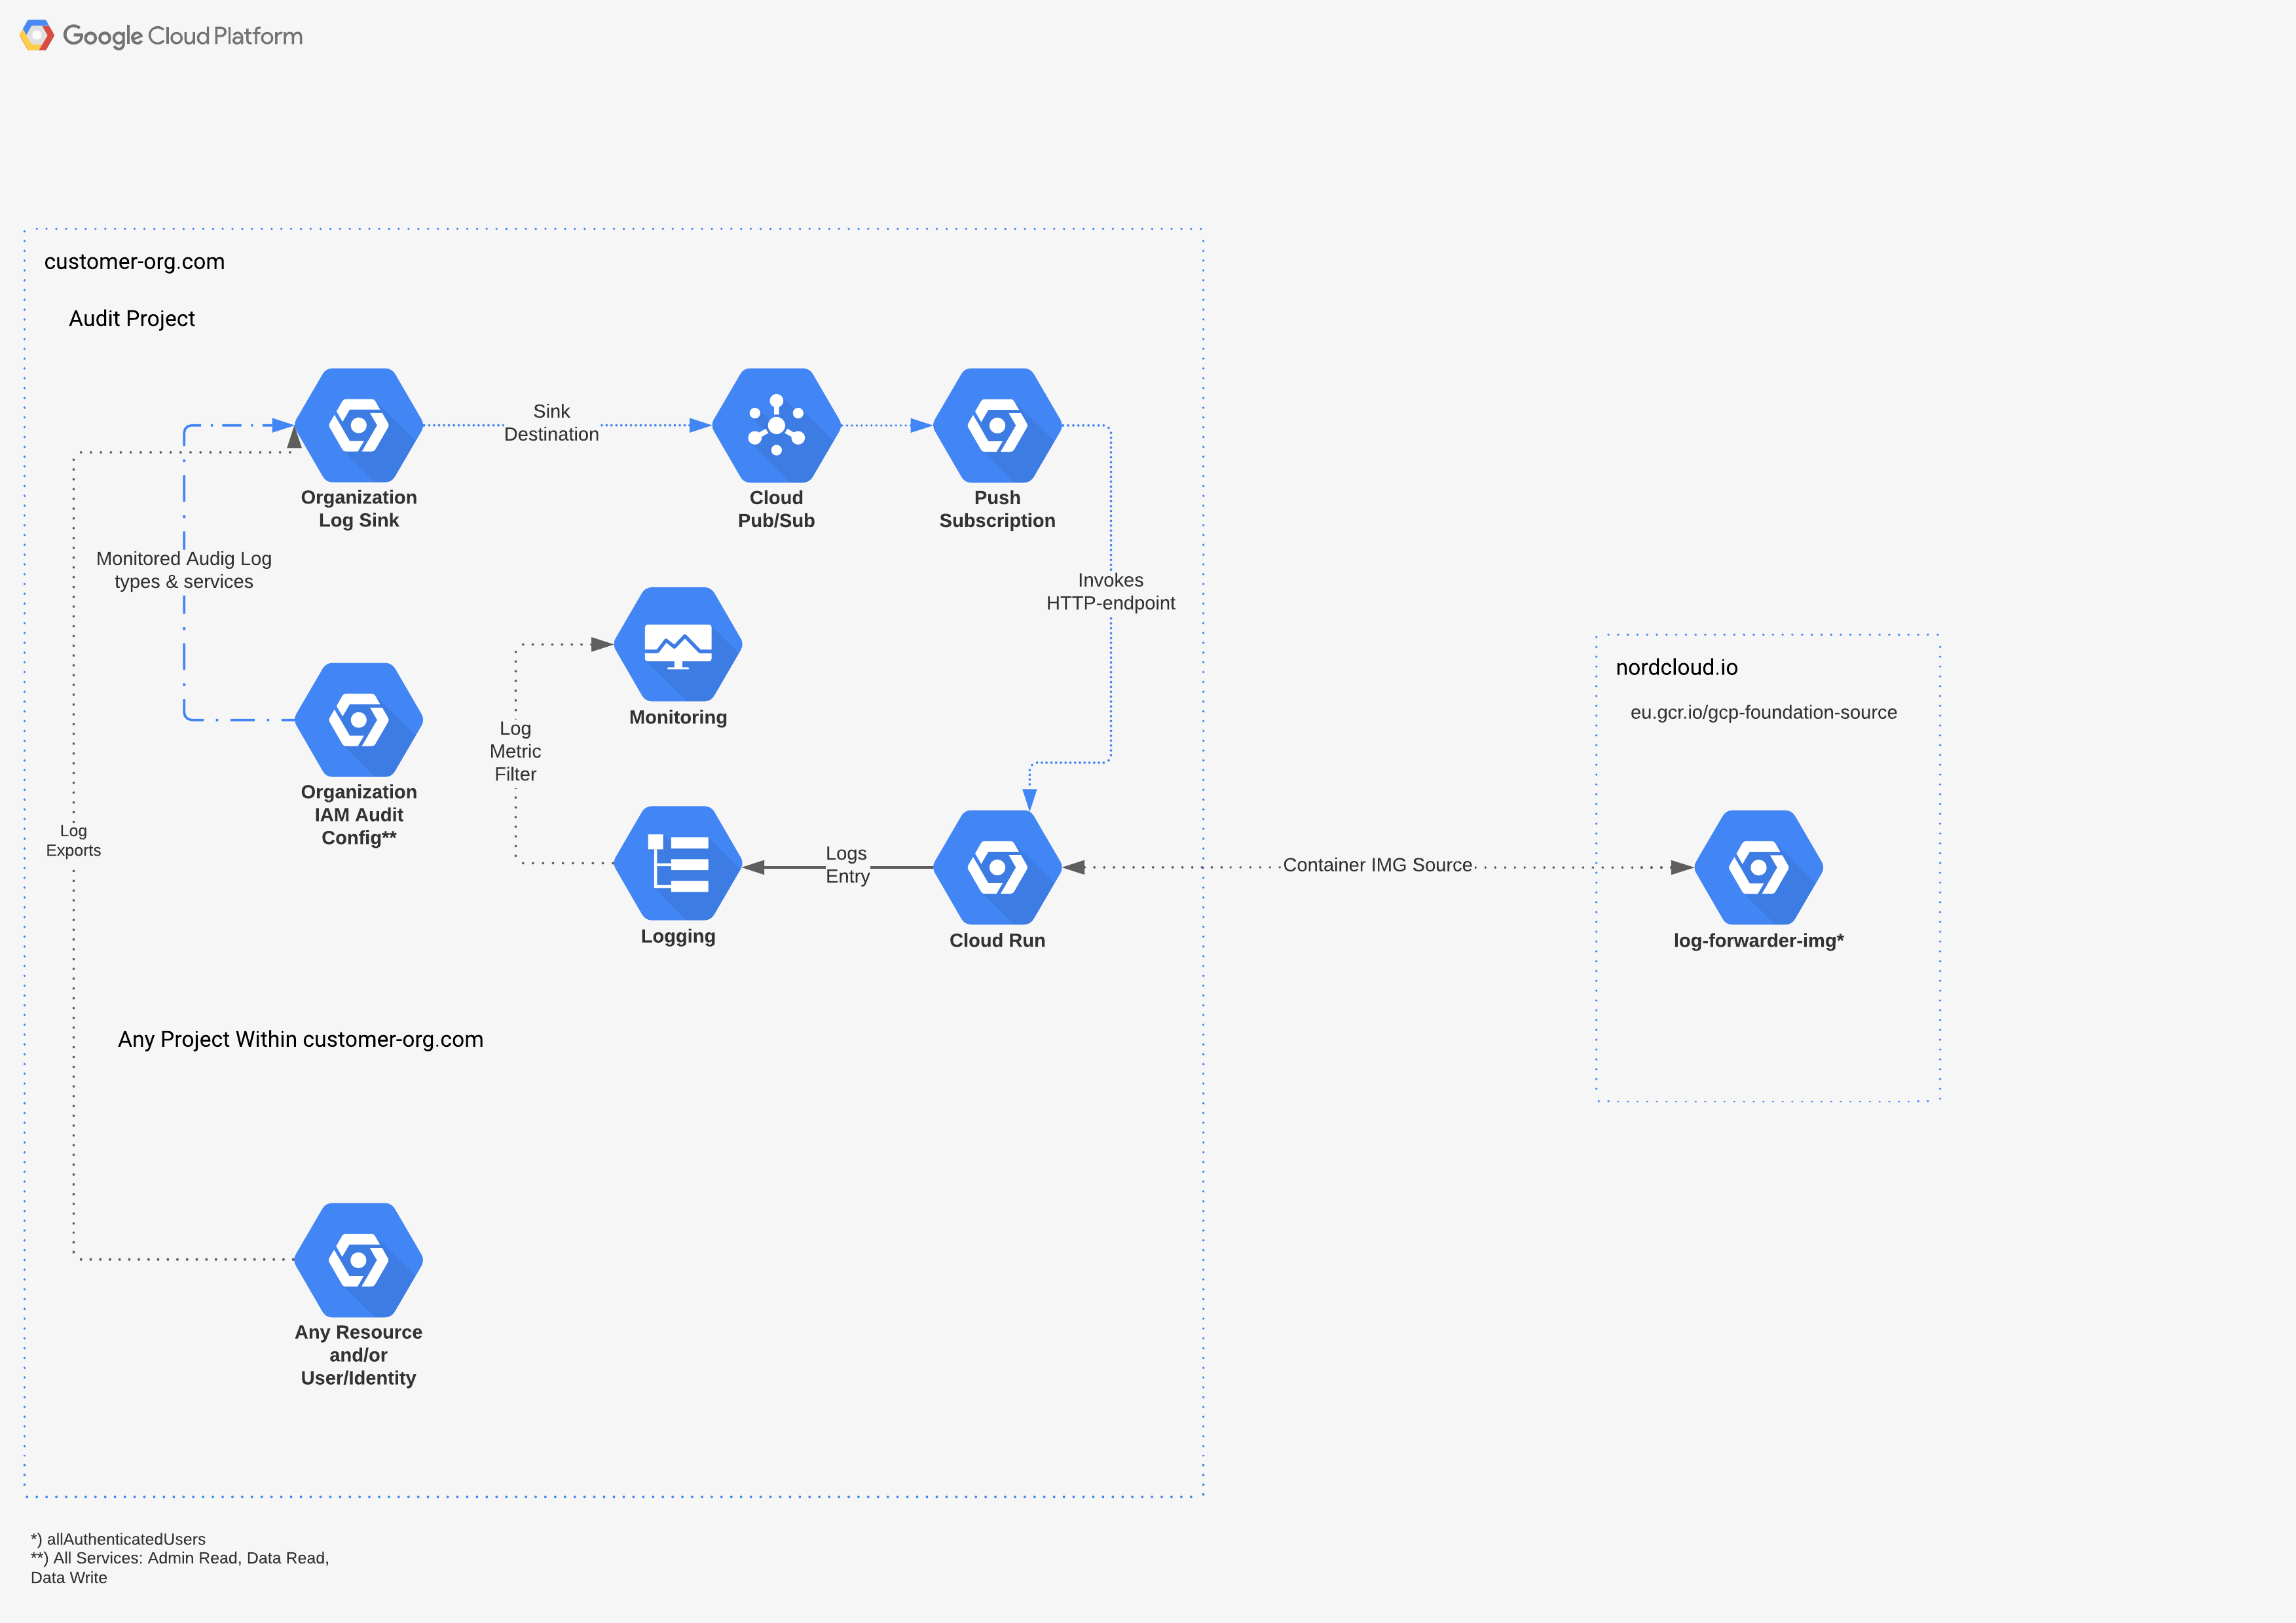 Google Cloud Platform
customer-org.com
Audit Project
Sink
Destination
Organization
Log Sink
Cloud
Pub/Sub
Push
Subscription
Monitored Audig Log
types & services
Invokes
HTTP-endpoint
Monitoring
Log
Metric
Filter
Organization
IAM Audit
Config**
Log
Exports
Logs
Entry
Logging
Cloud Run
Container IMG Source
nordcloud.io
eu.gcr.io/gcp-foundation-source
log-forwarder-img*
Any Project Within customer-org.com
Any Resource
and/or
User/Identity
*) allAuthenticatedUsers
**) All Services: Admin Read, Data Read,
Data Write